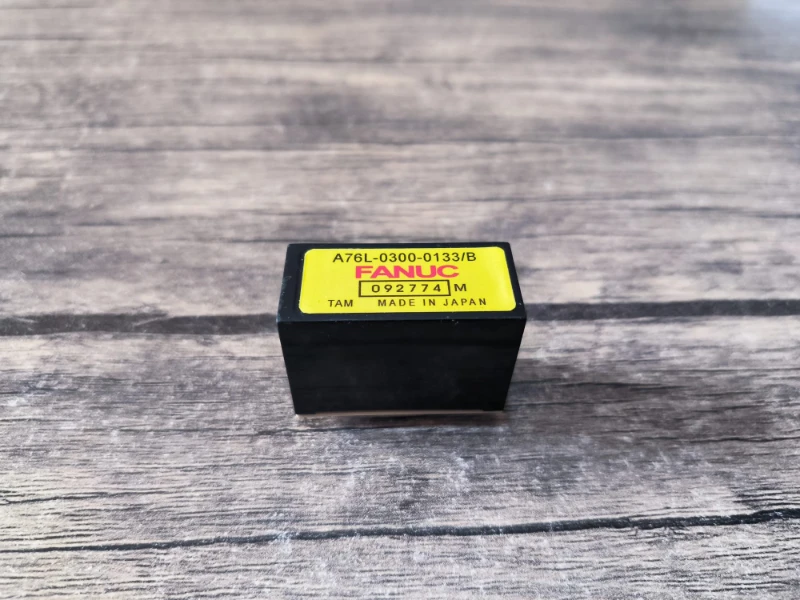 A76L-0300-0133/B
FANUC
092774 M
TAM MADE IN JAPAN